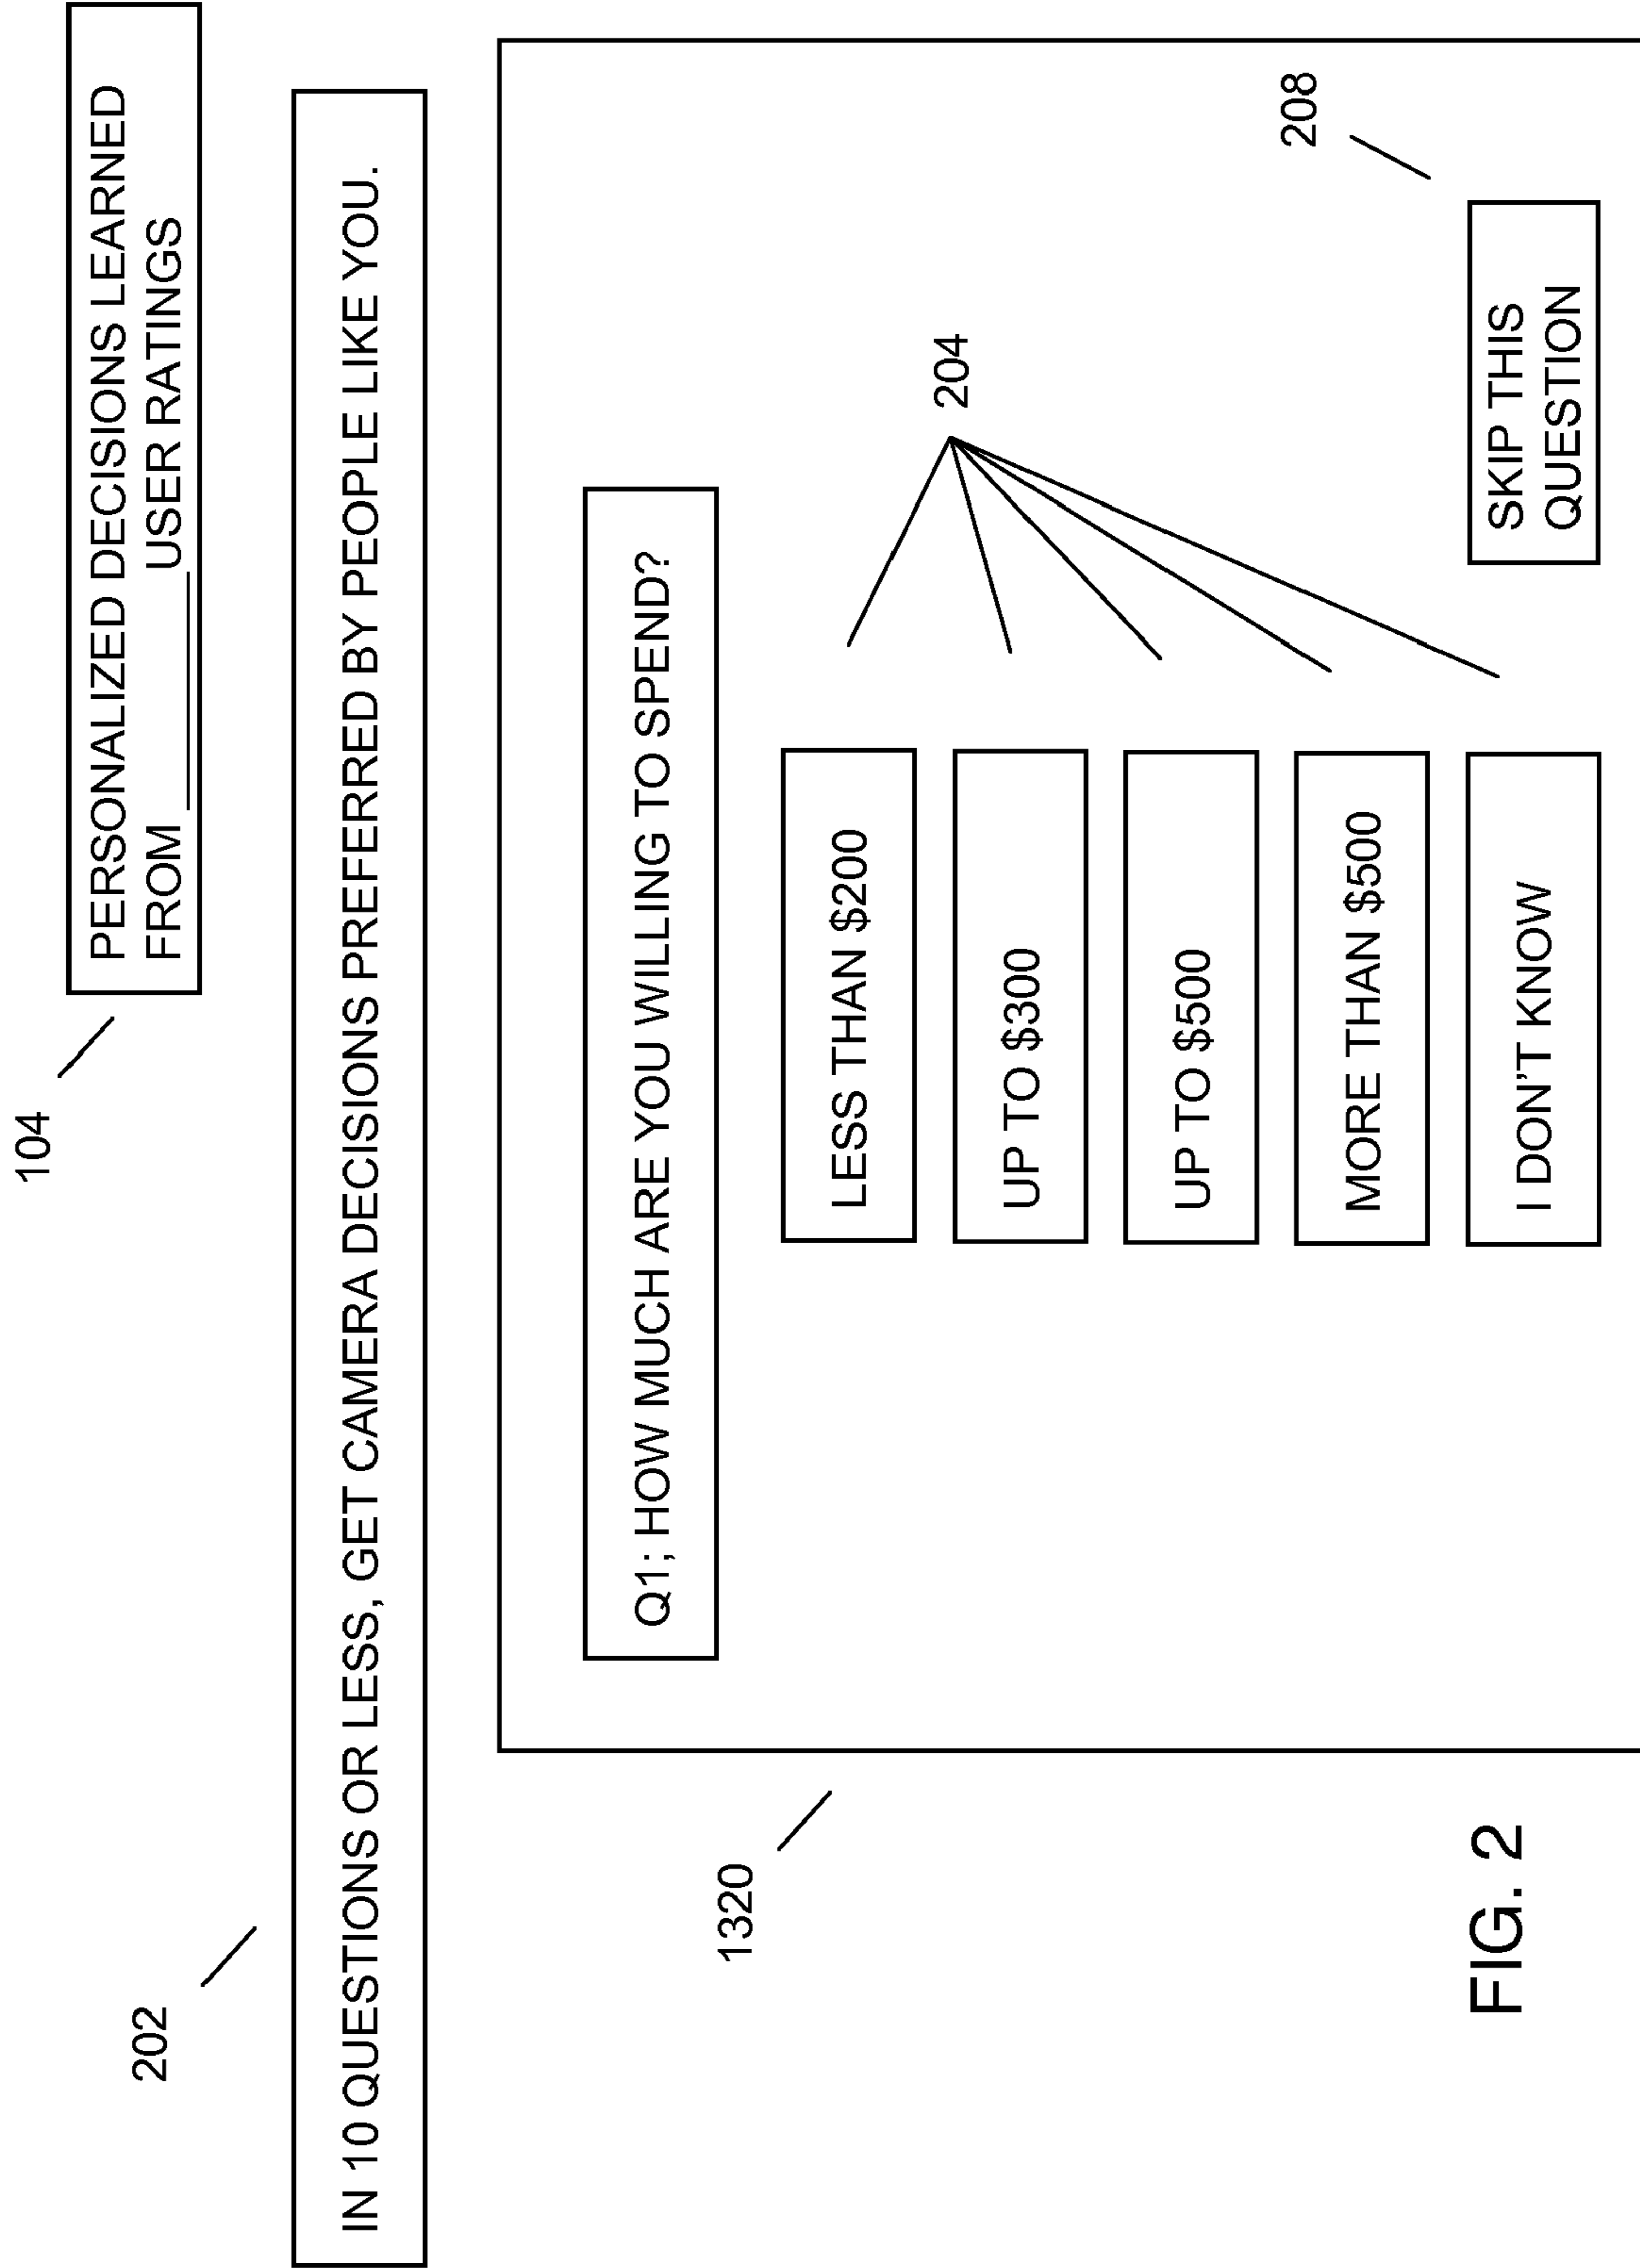 104
PERSONALIZED DECISIONS LEARNED
FROM __________ USER RATINGS
202
IN 10 QUESTIONS OR LESS, GET CAMERA DECISIONS PREFERRED BY PEOPLE LIKE YOU.
1320
Q1; HOW MUCH ARE YOU WILLING TO SPEND?
204
LESS THAN $200
UP TO $300
UP TO $500
MORE THAN $500
I DON'T KNOW
208
SKIP THIS
QUESTION
FIG. 2